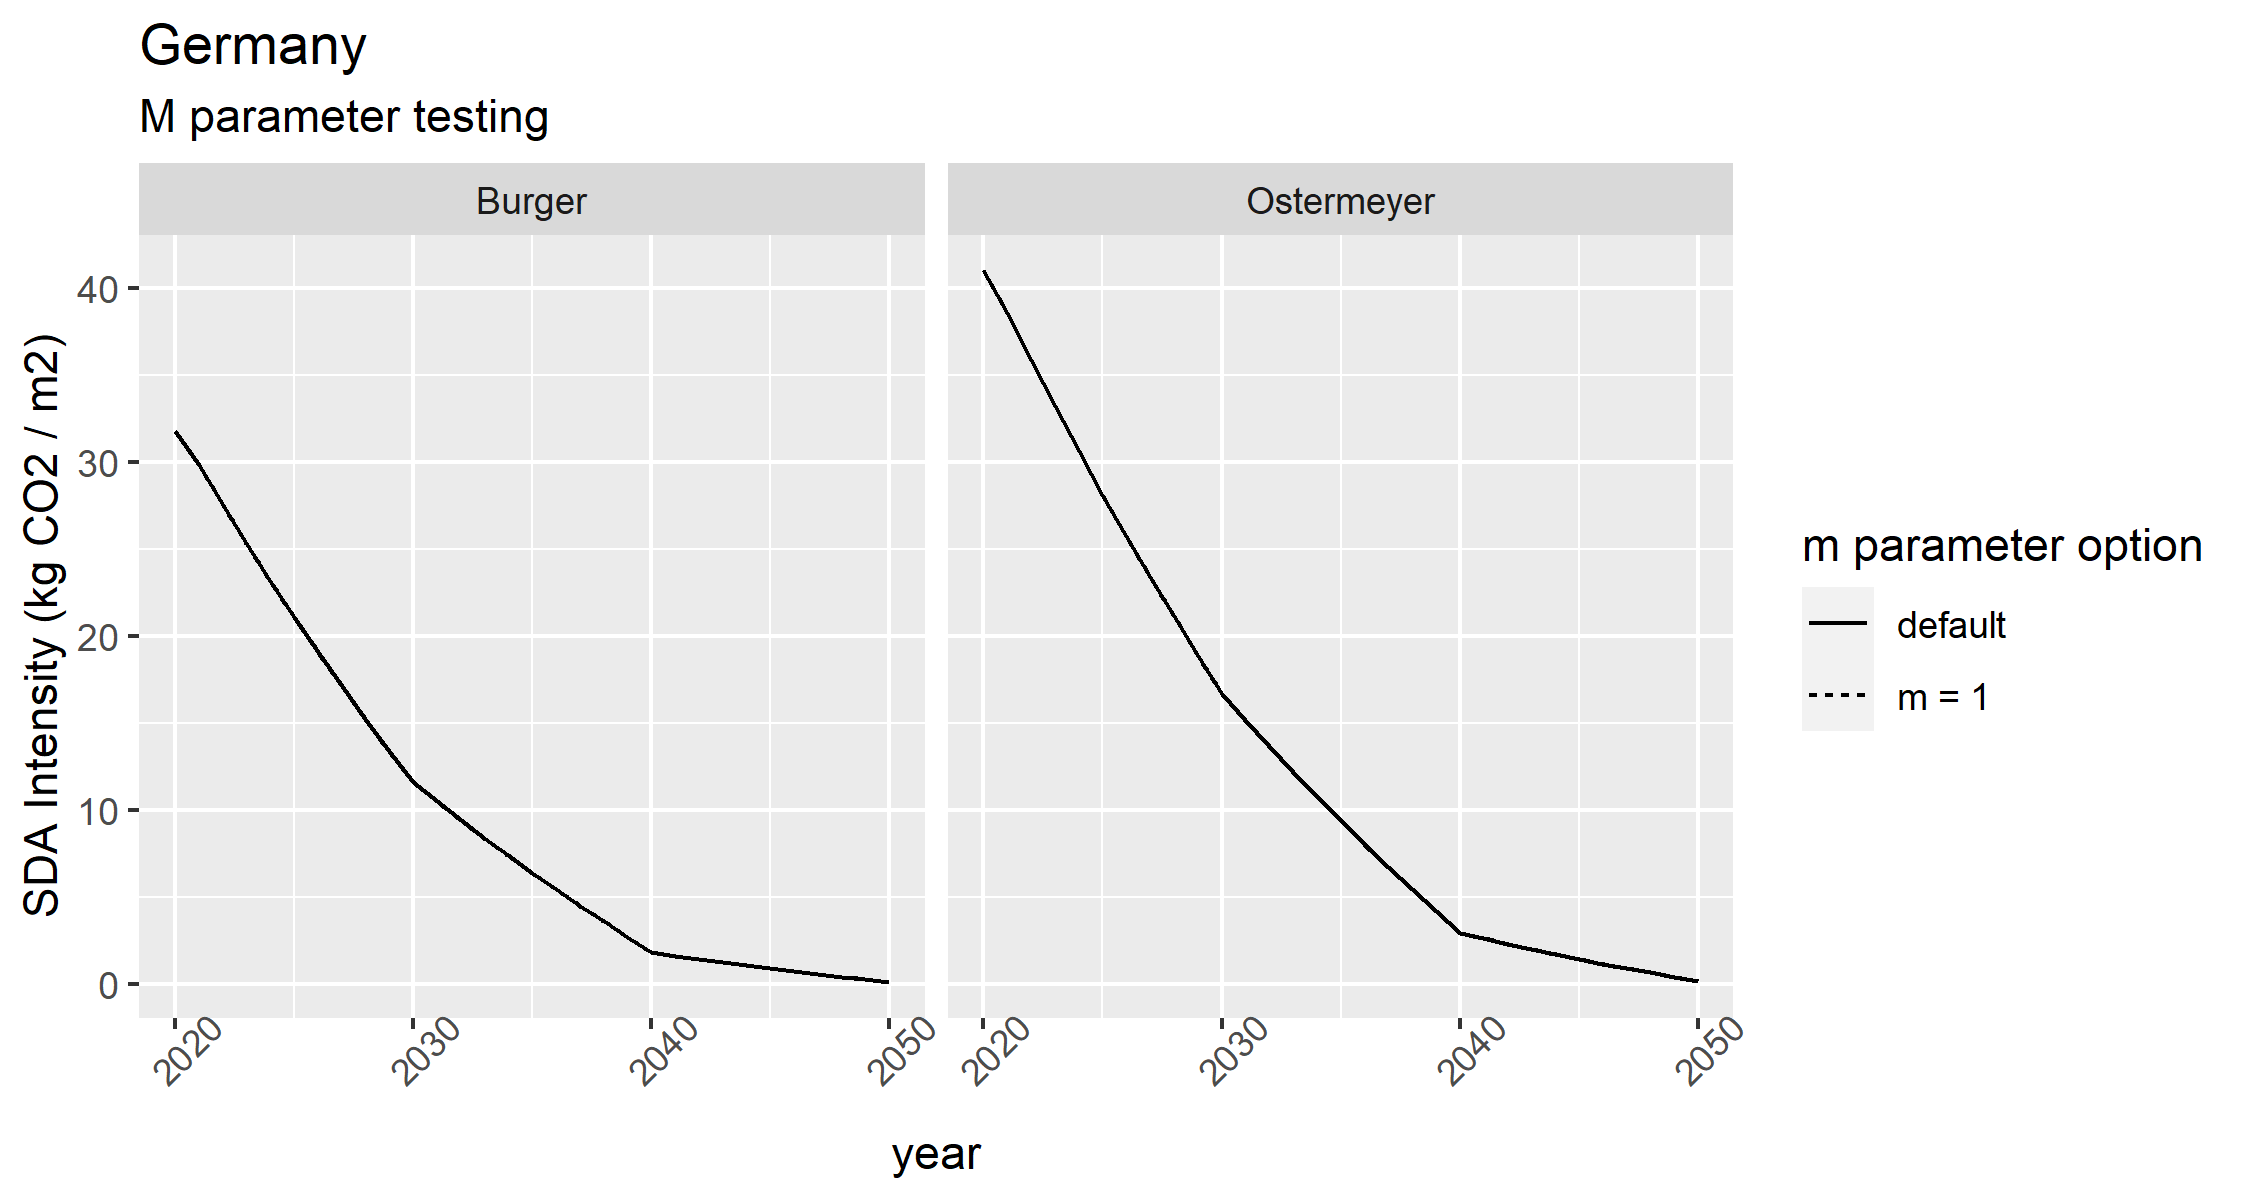 Germany
M parameter testing
Burger
Ostermeyer
SDA Intensity (kg CO2 / m2)
40
30
20
10
0
2020
2030
2040
2050
2020
2030
2040
2050
year
m parameter option
default
m = 1